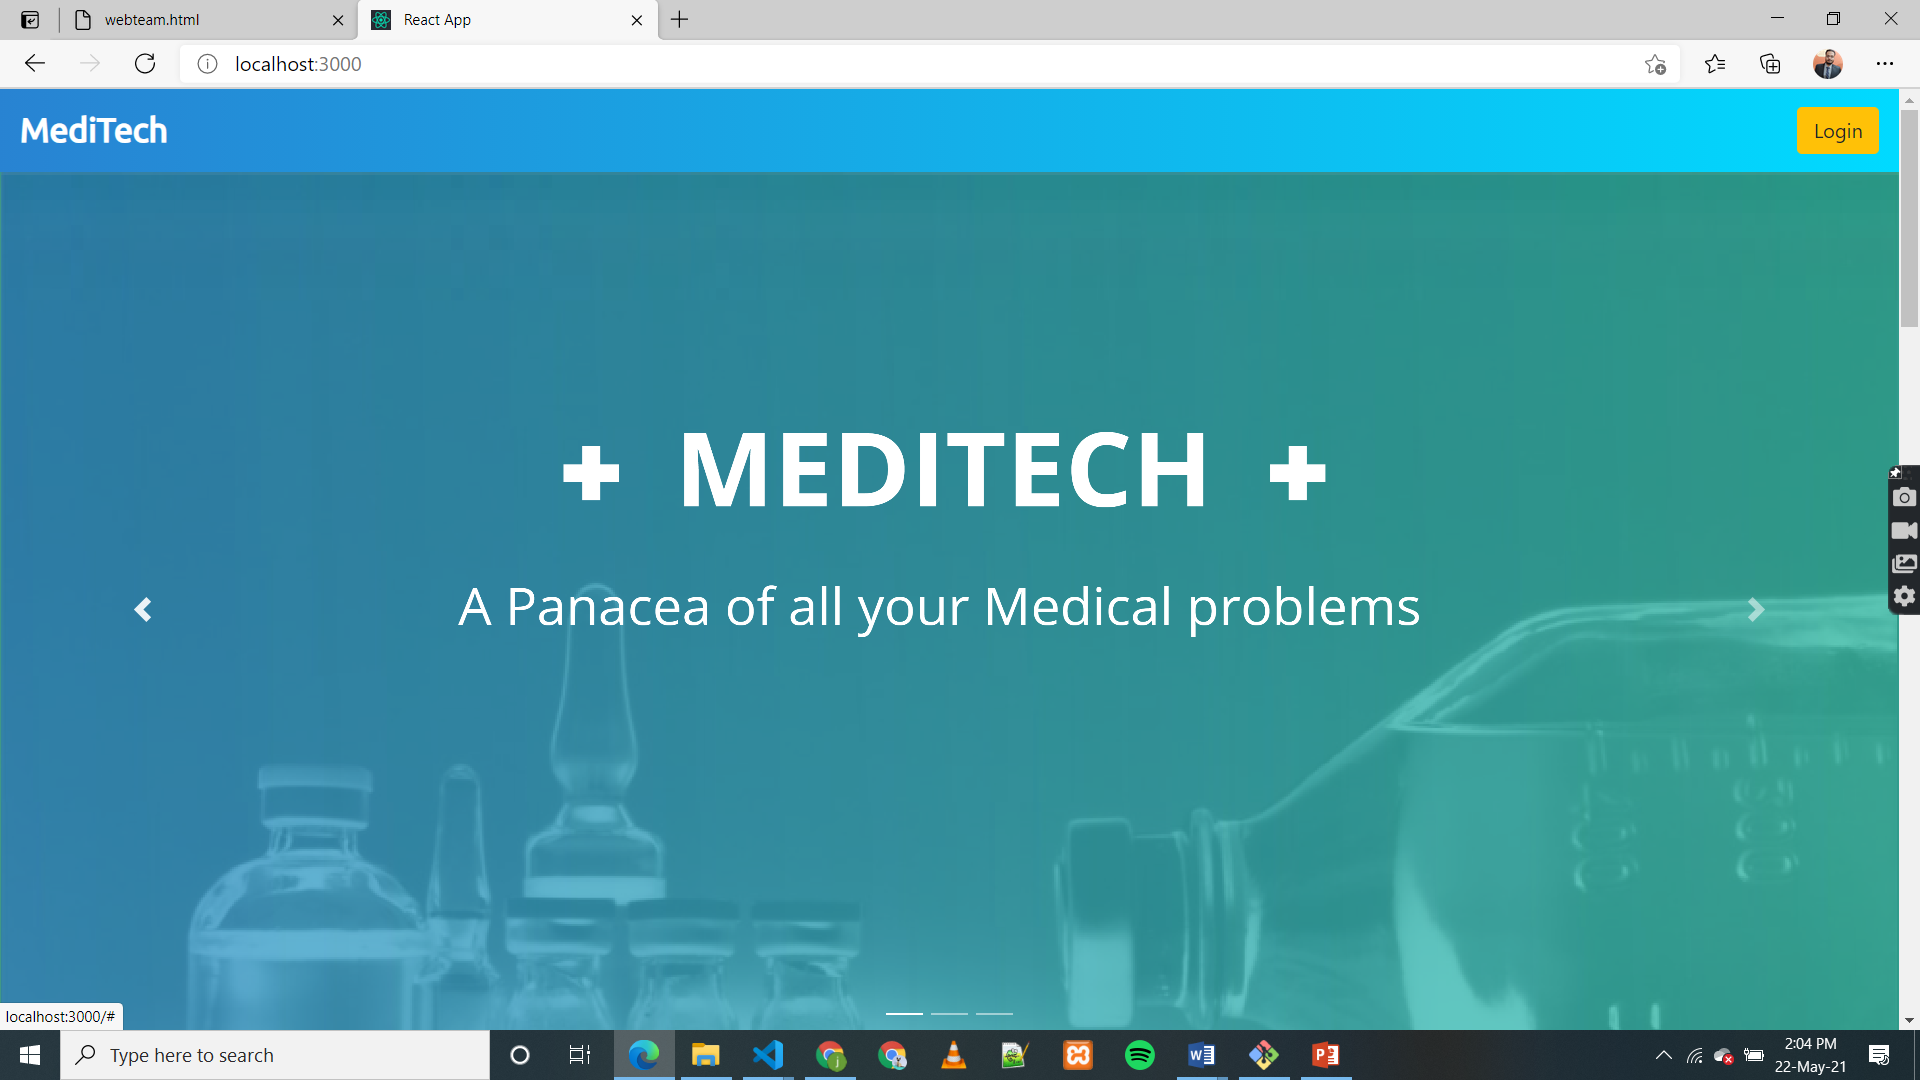 webteam.html
React App
localhost:3000
MediTech
Login
MEDITECH
A Panacea of all your Medical problems
localhost:3000/#
Type here to search
2:04 PM
22-May-21